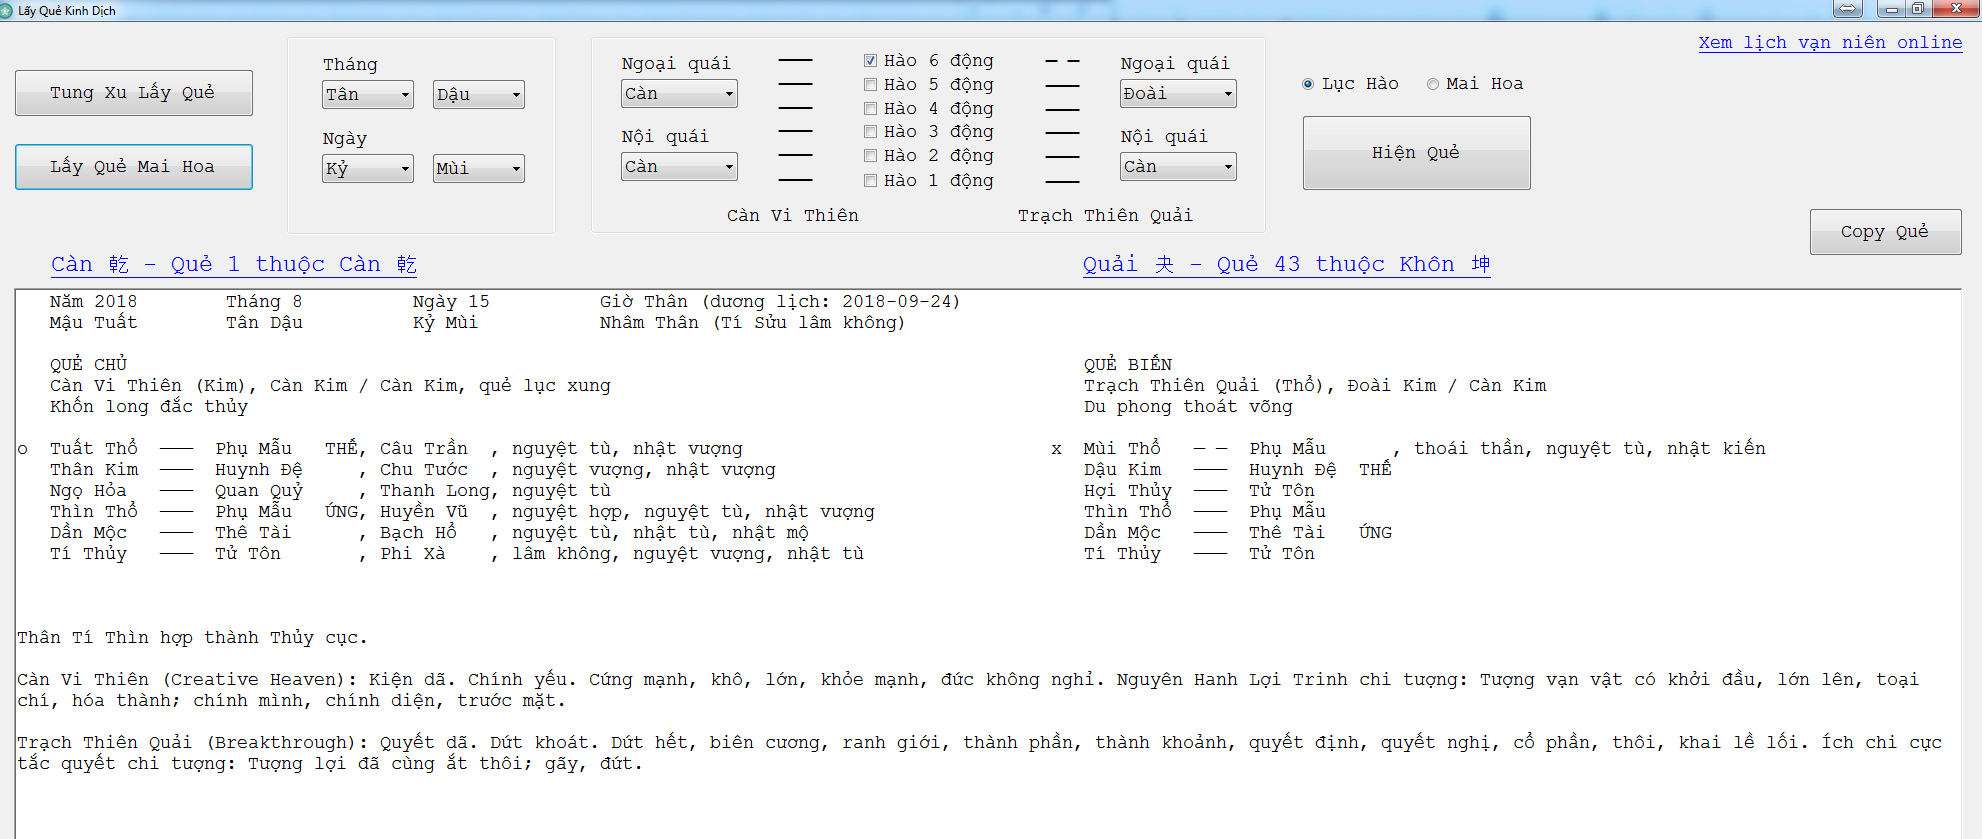 Lấy Quẻ Kinh Dịch
Xem lịch vạn niên online
Tung Xu Lấy Quẻ
Lấy Quẻ Mai Hoa
Tháng
Tân Dậu
Ngày
Kỷ Mùi
Ngoại quái
Càn
Nội quái
Càn
Hào 6 động
Hào 5 động
Hào 4 động
Hào 3 động
Hào 2 động
Hào 1 động
Ngoại quái
Đoài
Nội quái
Càn
Càn Vi Thiên Trạch Thiên Quải
Lục Hào Mai Hoa
Hiện Quẻ
Copy Quẻ
Càn 乾 - Quẻ 1 thuộc Càn 乾 Quải 夬 - Quẻ 43 thuộc Khôn 坤
Năm 2018 Tháng 8 Ngày 15 Giờ Thân (dương lịch: 2018-09-24)
Mậu Tuất Tân Dậu Kỷ Mùi Nhâm Thân (Tí Sửu lâm không)
QUẺ CHỦ QUẺ BIẾN
Càn Vi Thiên (Kim), Càn Kim / Càn Kim, quẻ lục xung Trạch Thiên Quải (Thổ), Đoài Kim / Càn Kim
Khốn long đắc thủy Du phong thoát võng
o Tuất Thổ ——— Phụ Mẫu THẾ, Câu Trần , nguyệt tù, nhật vượng x Mùi Thổ — — Phụ Mẫu , thoái thần, nguyệt tù, nhật kiến
Thân Kim ——— Huynh Đệ , Chu Tước , nguyệt vượng, nhật vượng Dậu Kim ——— Huynh Đệ THẾ
Ngọ Hỏa ——— Quan Quỷ , Thanh Long, nguyệt tù Hợi Thủy ——— Tử Tôn
Thìn Thổ ——— Phụ Mẫu ỨNG, Huyền Vũ , nguyệt hợp, nguyệt tù, nhật vượng Thìn Thổ ——— Phụ Mẫu
Dần Mộc ——— Thê Tài , Bạch Hổ , nguyệt tù, nhật tù, nhật mộ Dần Mộc ——— Thê Tài ỨNG
Tí Thủy ——— Tử Tôn , Phi Xà , lâm không, nguyệt vượng, nhật tù Tí Thủy ——— Tử Tôn
Thân Tí Thìn hợp thành Thủy cục.
Càn Vi Thiên (Creative Heaven): Kiện dã. Chính yếu. Cứng mạnh, khô, lớn, khỏe mạnh, đức không nghỉ. Nguyên Hanh Lợi Trinh chi tượng: Tượng vạn vật có khởi đầu, lớn lên, toại
chí, hóa thành; chính mình, chính diện, trước mặt.
Trạch Thiên Quải (Breakthrough): Quyết dã. Dứt khoát. Dứt hết, biên cương, ranh giới, thành phần, thành khoảnh, quyết định, quyết nghị, cổ phần, thôi, khai lề lối. Ích chi cực
tắc quyết chi tượng: Tượng lợi đã cùng ắt thôi; gãy, đứt.